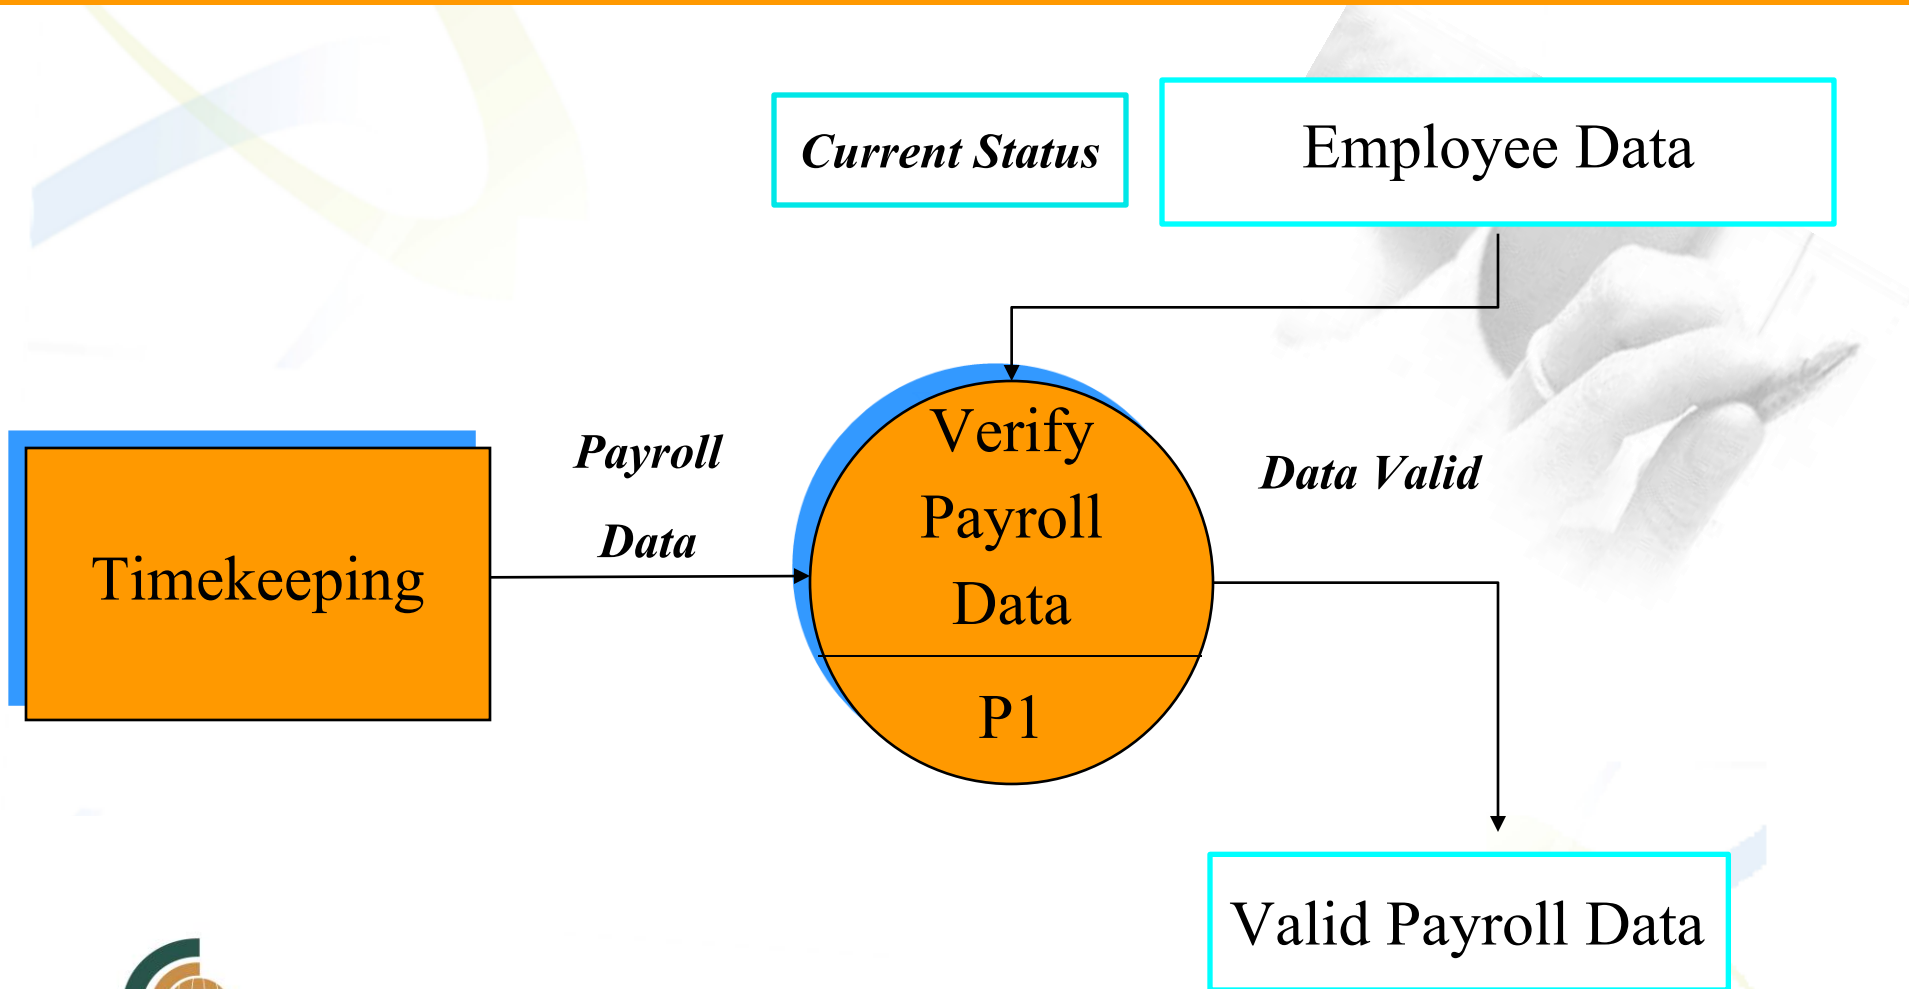 Current Status
Employee Data
Payroll
Data
Timekeeping
Verify
Payroll
Data
P1
Data Valid
Valid Payroll Data